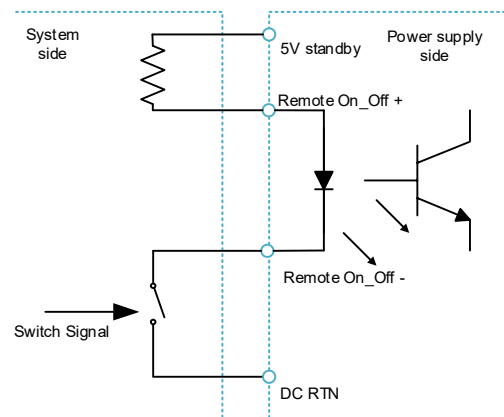 System
side
5V standby
Power supply
side
Remote On_Off +
Remote On_Off -
Switch Signal
DC RTN